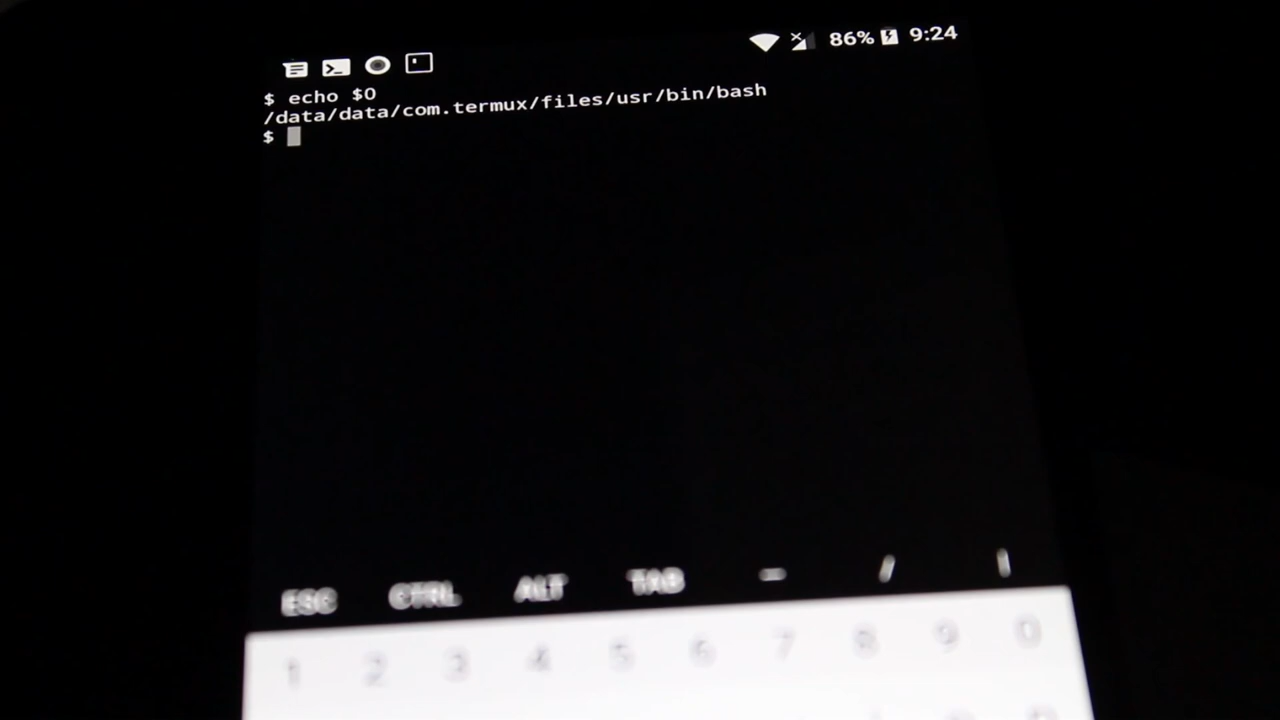 86% 9:24
$ echo $0
/data/data/com.termux/files/usr/bin/bash
$
ESC CTRL ALT TAB - / |
1 2 3 4 5 6 7 8 9 0